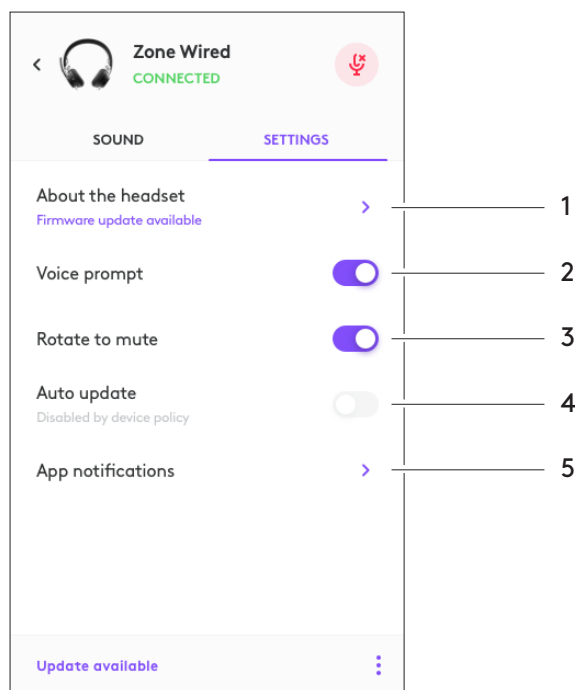 Zone Wired
CONNECTED
SOUND SETTINGS
About the headset
Firmware update available
1
Voice prompt
2
Rotate to mute
3
Auto update
Disabled by device policy
4
App notifications
5
Update available